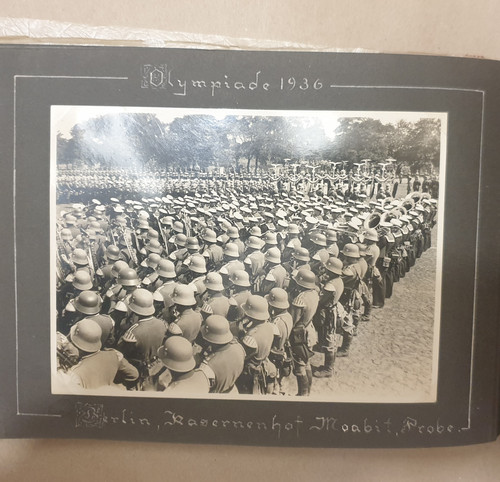 Olympiade 1936
Berlin, Kasernenhof Moabit, Probe.